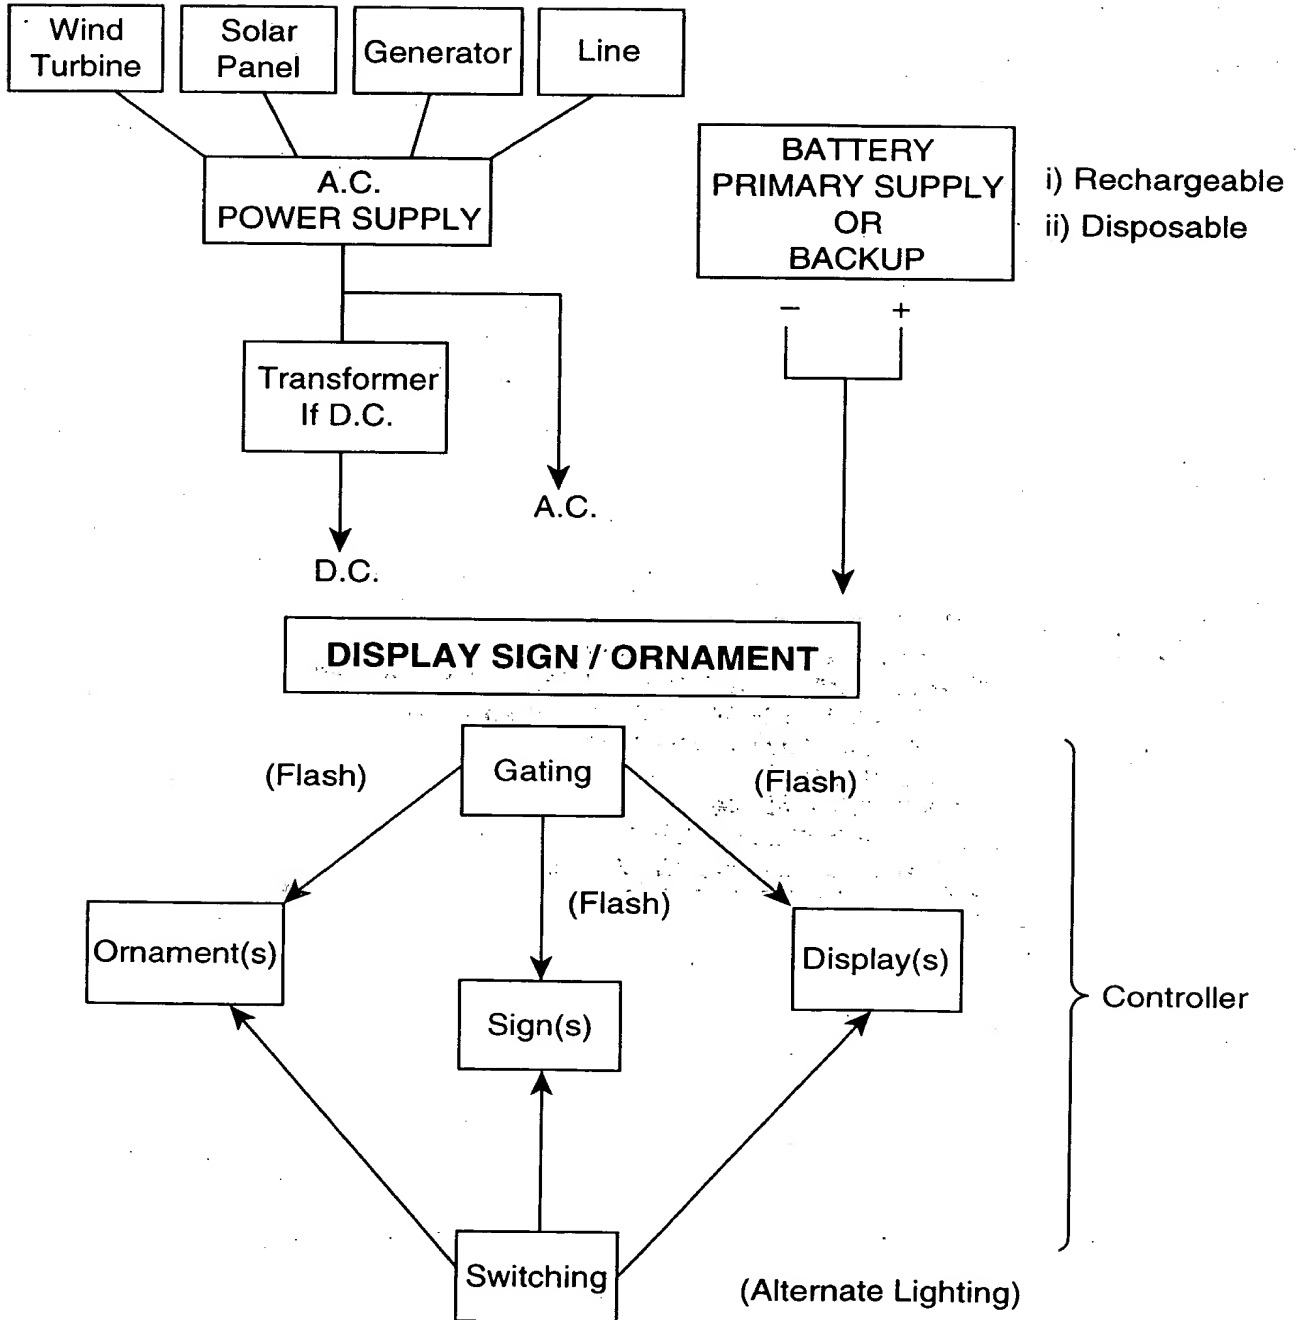 Wind
Turbine
Solar
Panel
Generator
Line
A.C.
POWER SUPPLY
BATTERY
PRIMARY SUPPLY
OR
BACKUP
i) Rechargeable
ii) Disposable
– +
Transformer
If D.C.
A.C.
D.C.
DISPLAY SIGN / ORNAMENT
Gating
(Flash)
(Flash)
(Flash)
Ornament(s)
Sign(s)
Display(s)
Controller
Switching
(Alternate Lighting)